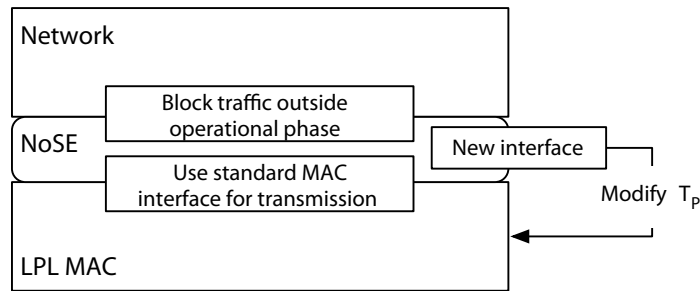 Network
Block traffic outside
operational phase
NoSE
New interface
Use standard MAC
interface for transmission
Modify T_P
LPL MAC